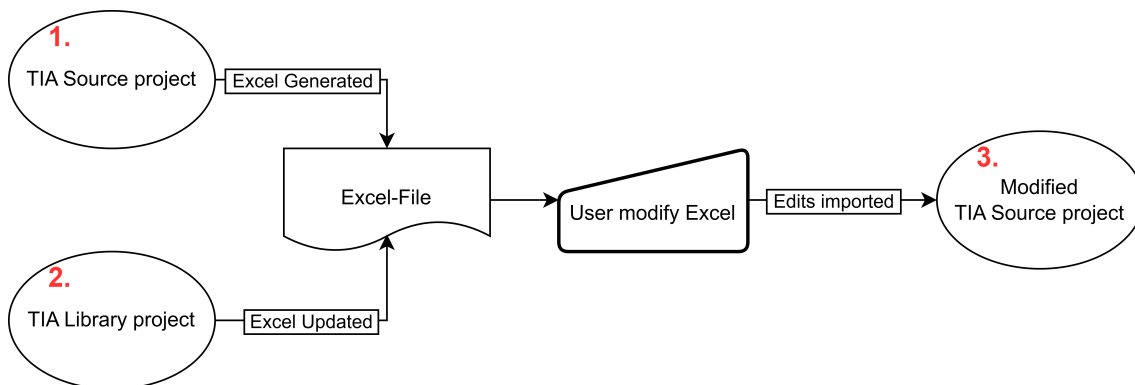 1.
TIA Source project
Excel Generated
Excel-File
User modify Excel
Edits imported
3.
Modified
TIA Source project
2.
TIA Library project
Excel Updated